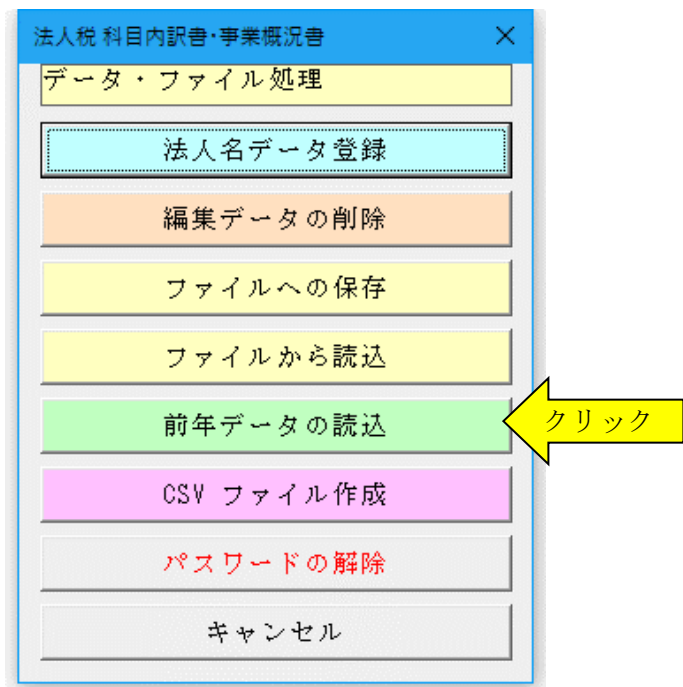 法人税 科目内訳書･事業概況書
データ・ファイル処理
法人名データ登録
編集データの削除
ファイルへの保存
ファイルから読込
前年データの読込
クリック
CSV ファイル作成
パスワードの解除
キャンセル